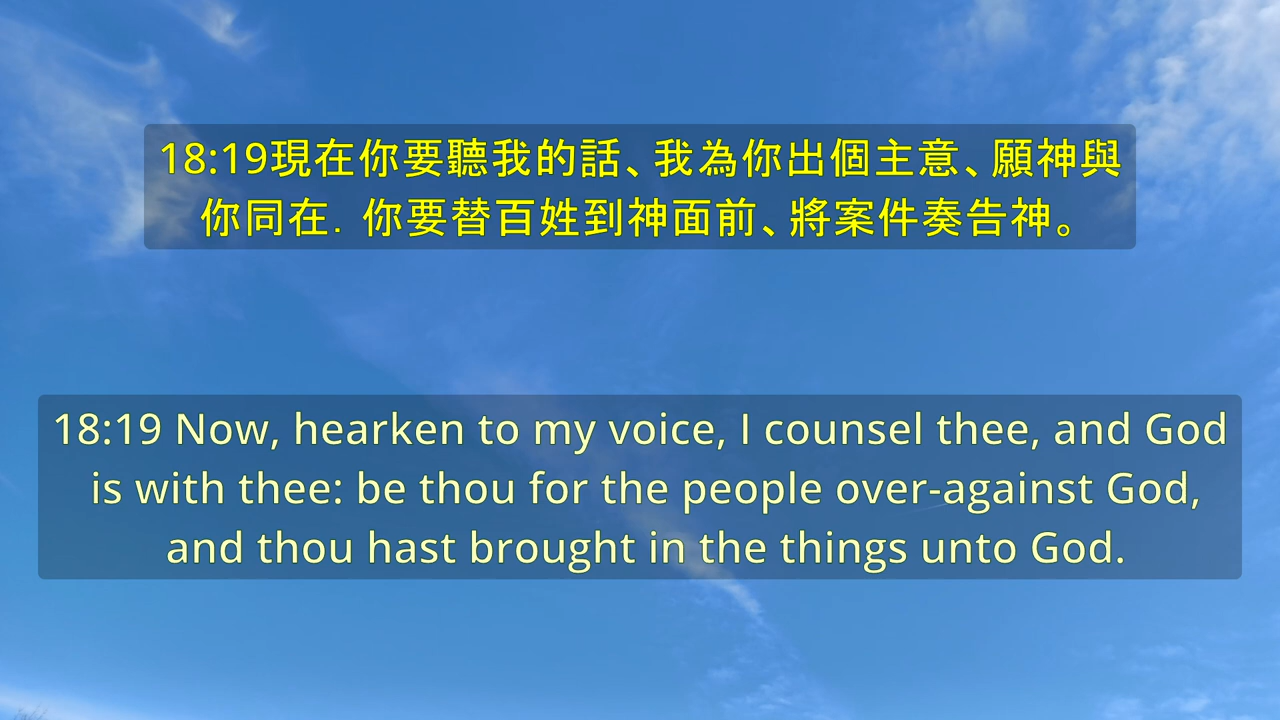 18:19現在你要聽我的話、我為你出個主意、願神與
你同在．你要替百姓到神面前、將案件奏告神。
18:19 Now, hearken to my voice, I counsel thee, and God
is with thee: be thou for the people over-against God,
and thou hast brought in the things unto God.